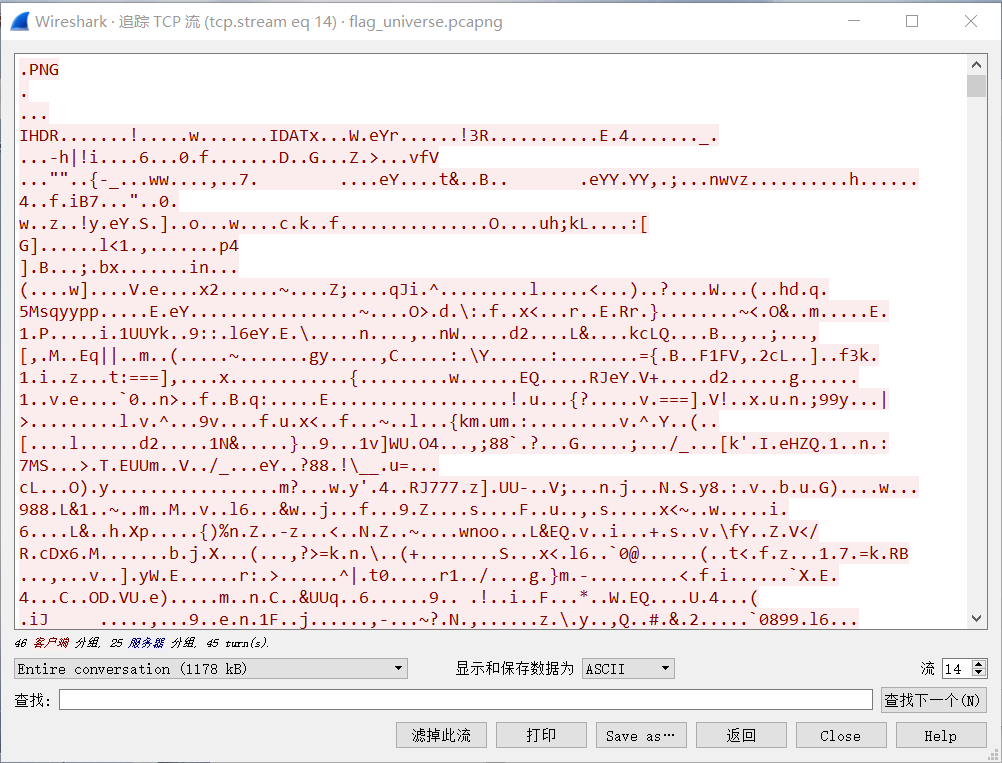 Wireshark · 追踪 TCP 流 (tcp.stream eq 14) · flag_universe.pcapng
.PNG
.
...
IHDR.......!.....w.......IDATx...W.eYr......!3R...........E.4........_.
...-h|!i....6...0.f.......D..G...Z.>...vfV
...""..{-_...ww....,..7. ....eY....t&..B.. .eYY.YY,.;...nwvz..........h......
4..f.iB7..."..0.
w..z..!y.eY.S.]..o...w....c.k..f...............O....uh;kL....:[
G]......l<1.,.......p4
].B...;.bx.......in...
(....w]....V.e....x2......~....Z;....qJi.^.........l.....<...)..?....W...(..hd.q.
5Msqyypp.....E.eY.................~....O>.d.\:.f..x<...r..E.Rr.}........~<.O&..m.....E.
1.P.....i.1UUYk..9::.l6eY.E.\.....n....,..nW.....d2....L&....kcLQ....B..,.;...,
[,.M..Eq||..m..(.....~.......gy.....,C.....:.\Y......:........={.B..F1FV,.2cL..]..f3k.
1.i..z...t:===],....x............{.........w......EQ.....RJeY.V+.....d2......g......
1..v.e....`0..n>..f..B.q:.....E.................!.u...{?.....v.===].V!..x.u.n.;99y...|
>.........l.v.^...9v....f.u.x<..f...~..l...{km.um.:.........v.^.Y..(..
[....l......d2.....1N&.....}..9...1v]WU.O4...,;88`.?...G.....;.../_...[k'.I.eHZQ.1..n.:
7MS...>.T.EUUm..V../_...eY..?88.!\__.u=...
cL...O).y.................m?...w.y'.4..RJ777.z].UU-..V;...n.j...N.S.y8.:.v..b.u.G)....w...
988.L&1..~..m..M..v..l6...&w..j...f...9.Z....s....F..u..,.s.....x<~..w.....i.
6....L&..h.Xp.....{)%n.Z..-z...<..N.Z..~....wnoo...L&EQ.v..i...+.s..v.\fY..Z.V</
R.cDx6.M.......b.j.X...(...,?>=k.n.\..(+........S...x<.l6..`0@......(..t<.f.z...1.7.=k.RB
...,...v..].yW.E......r:.>......^|.t0.....r1../....g.}m.-.........<.f.i......`X.E.
4...C..OD.VU.e).....m..n.C..&UUq..6......9.. .!..i..F...*..W.EQ....U.4...(
.iJ .....,...9..e.n.1F..j......,-...~?.N.,......z.\.y..,Q..#.&.2.....`0899.l6...
46 客户端 分组, 25 服务器 分组, 45 turn(s).
Entire conversation (1178 kB) 显示和保存数据为 ASCII 流 14
查找: 查找下一个(N)
滤掉此流 打印 Save as… 返回 Close Help